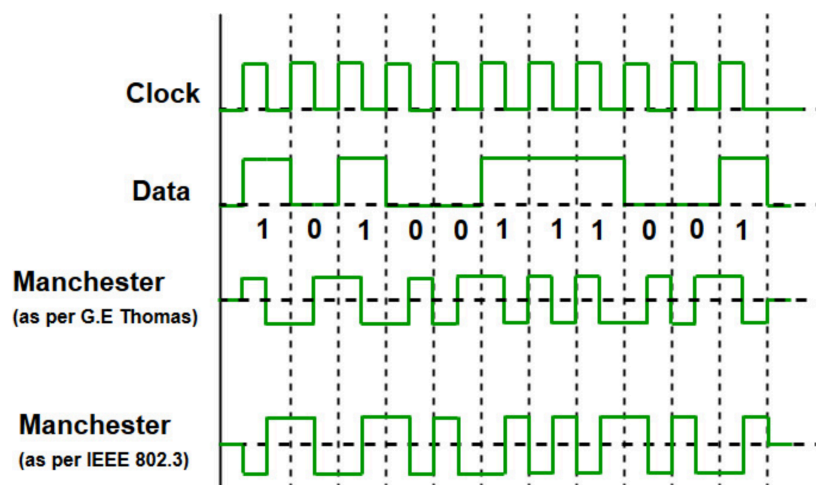 Clock
Data
1 0 1 0 0 1 1 1 0 0 1
Manchester
(as per G.E Thomas)
Manchester
(as per IEEE 802.3)